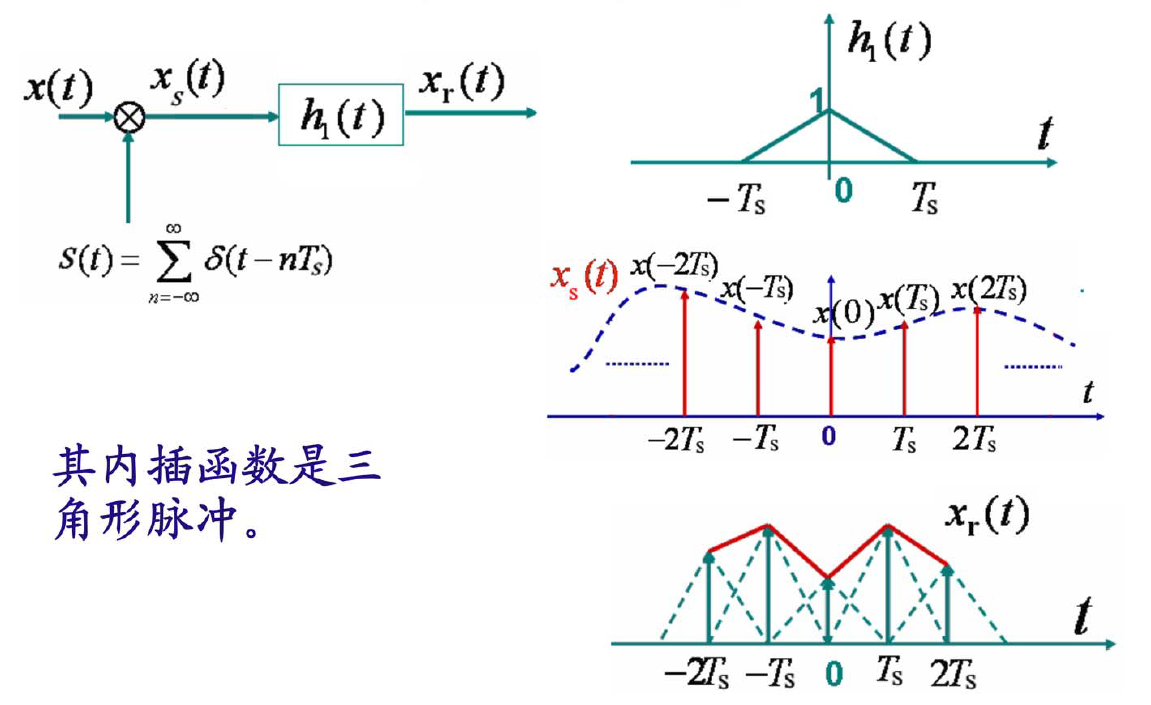 x(t)
x_s(t)
h_1(t)
x_r(t)
S(t) = ∑_{n=-∞}^{∞} δ(t − nT_s)
h_1(t)
1
t
−T_s
0
T_s
x_s(t) x(−2T_s) x(−T_s) x(0) x(T_s) x(2T_s)
t
−2T_s −T_s 0 T_s 2T_s
其内插函数是三
角形脉冲。
x_r(t)
t
−2T_s −T_s 0 T_s 2T_s